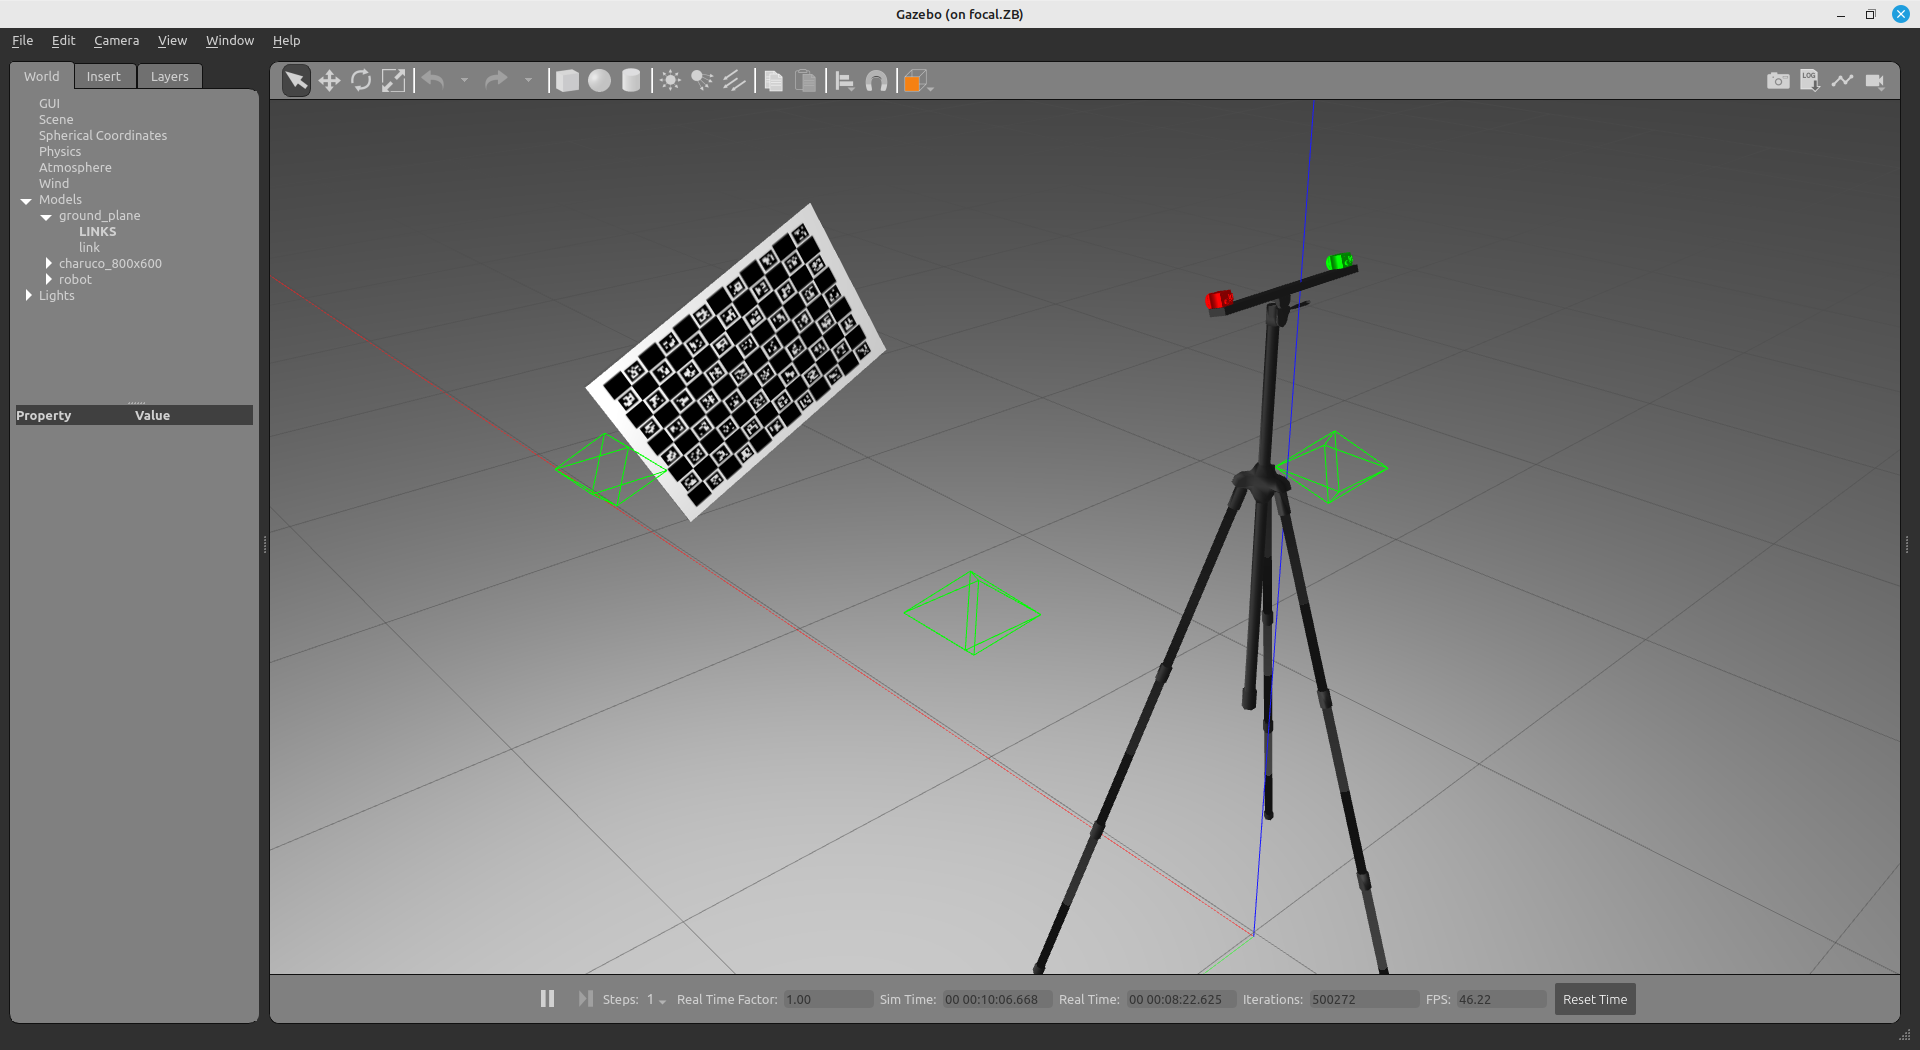 Gazebo (on focal.ZB)
File Edit Camera View Window Help
World Insert Layers
LOG
GUI
Scene
Spherical Coordinates
Physics
Atmosphere
Wind
Models
ground_plane
LINKS
link
charuco_800x600
robot
Lights
Property Value
Steps: 1 Real Time Factor: 1.00 Sim Time: 00 00:10:06.668 Real Time: 00 00:08:22.625 Iterations: 500272 FPS: 46.22 Reset Time